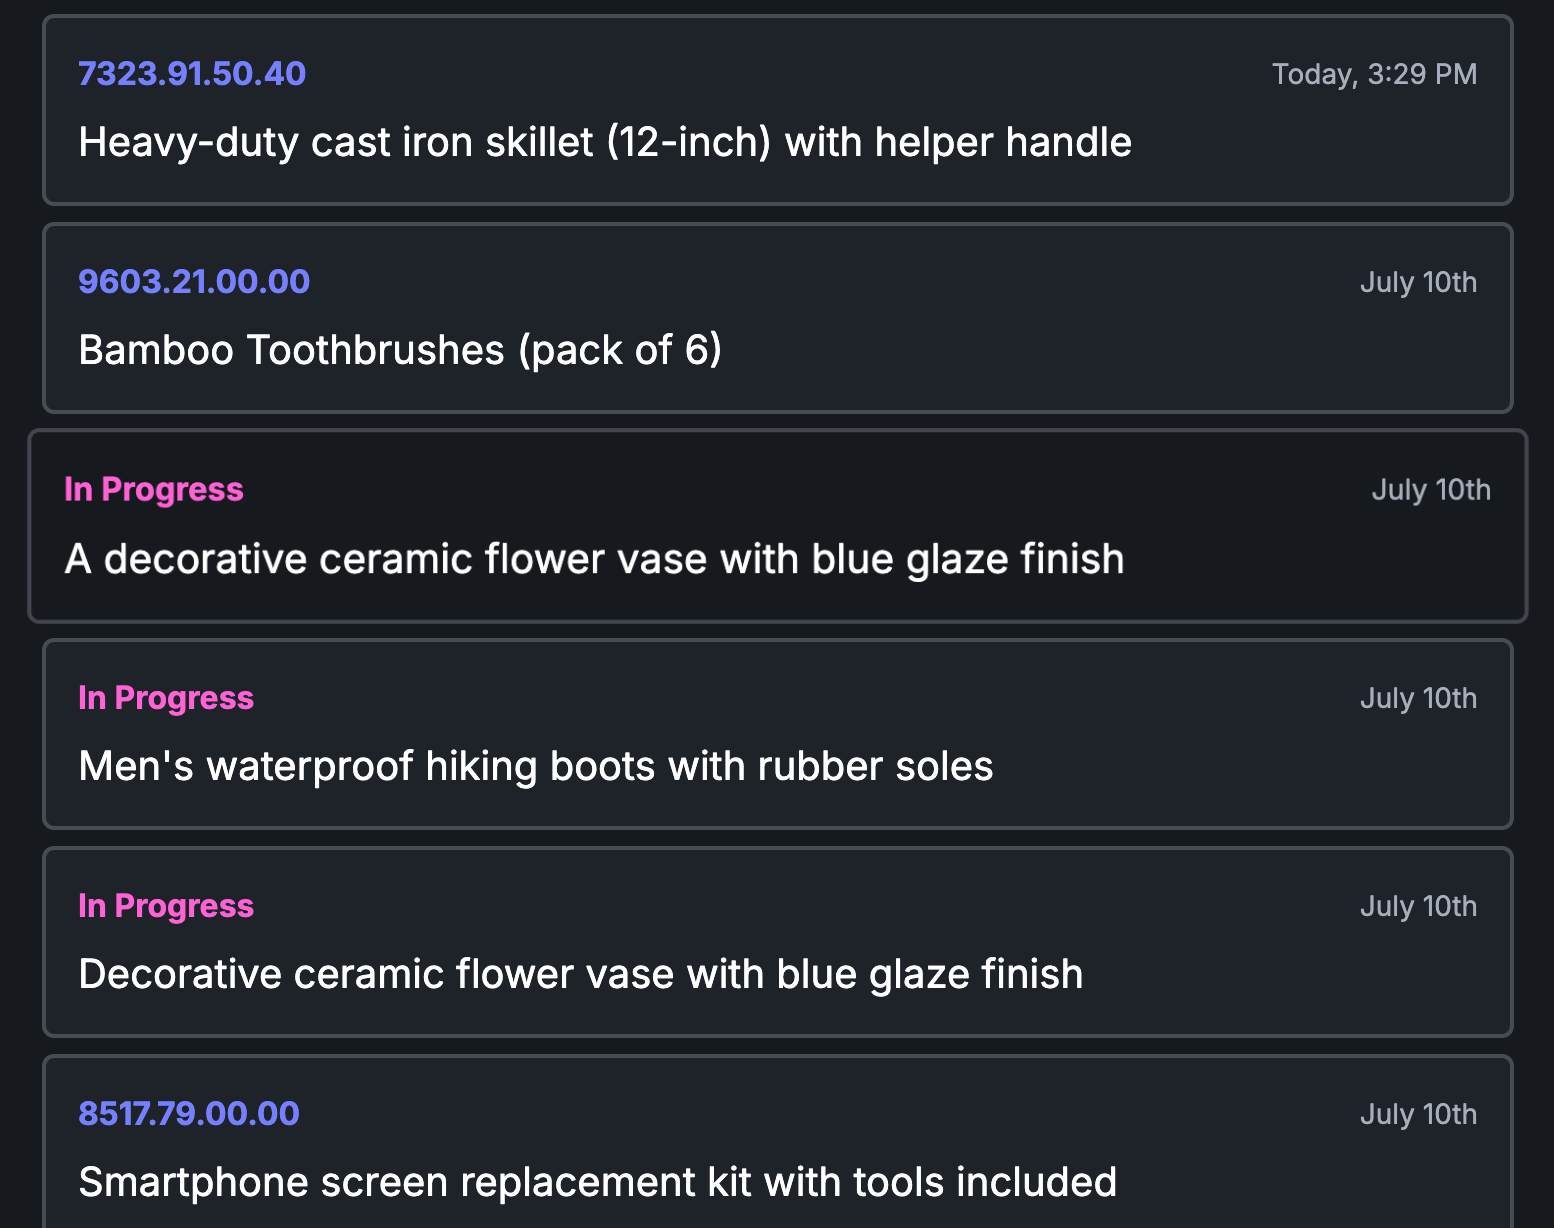 7323.91.50.40
Today, 3:29 PM
Heavy-duty cast iron skillet (12-inch) with helper handle
9603.21.00.00
July 10th
Bamboo Toothbrushes (pack of 6)
In Progress
July 10th
A decorative ceramic flower vase with blue glaze finish
In Progress
July 10th
Men's waterproof hiking boots with rubber soles
In Progress
July 10th
Decorative ceramic flower vase with blue glaze finish
8517.79.00.00
July 10th
Smartphone screen replacement kit with tools included